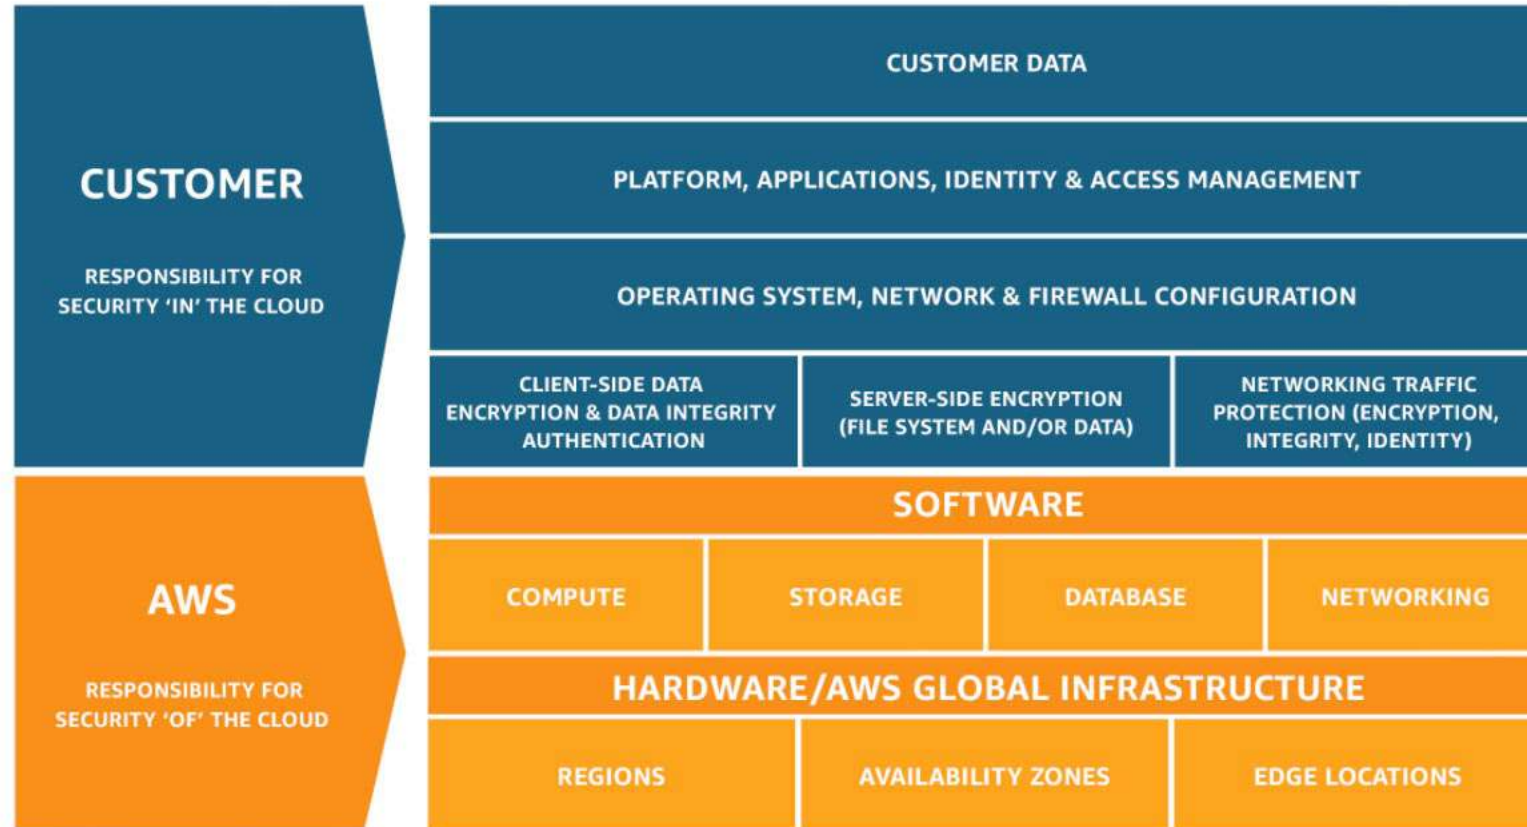 CUSTOMER
RESPONSIBILITY FOR
SECURITY ‘IN’ THE CLOUD
CUSTOMER DATA
PLATFORM, APPLICATIONS, IDENTITY & ACCESS MANAGEMENT
OPERATING SYSTEM, NETWORK & FIREWALL CONFIGURATION
CLIENT-SIDE DATA
ENCRYPTION & DATA INTEGRITY
AUTHENTICATION
SERVER-SIDE ENCRYPTION
(FILE SYSTEM AND/OR DATA)
NETWORKING TRAFFIC
PROTECTION (ENCRYPTION,
INTEGRITY, IDENTITY)
AWS
RESPONSIBILITY FOR
SECURITY ‘OF’ THE CLOUD
SOFTWARE
COMPUTE
STORAGE
DATABASE
NETWORKING
HARDWARE/AWS GLOBAL INFRASTRUCTURE
REGIONS
AVAILABILITY ZONES
EDGE LOCATIONS